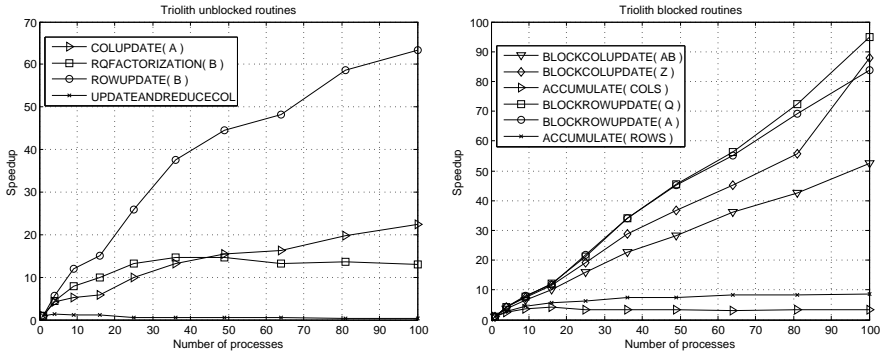 Triolith unblocked routines
70
60
50
40
30
20
10
0
COLUPDATE( A )
RQFACTORIZATION( B )
ROWUPDATE( B )
UPDATEANDREDUCECOL
Speedup
0 10 20 30 40 50 60 70 80 90 100
Number of processes
Triolith blocked routines
100
90
80
70
60
50
40
30
20
10
0
BLOCKCOLUPDATE( AB )
BLOCKCOLUPDATE( Z )
ACCUMULATE( COLS )
BLOCKROWUPDATE( Q )
BLOCKROWUPDATE( A )
ACCUMULATE( ROWS )
Speedup
0 10 20 30 40 50 60 70 80 90 100
Number of processes